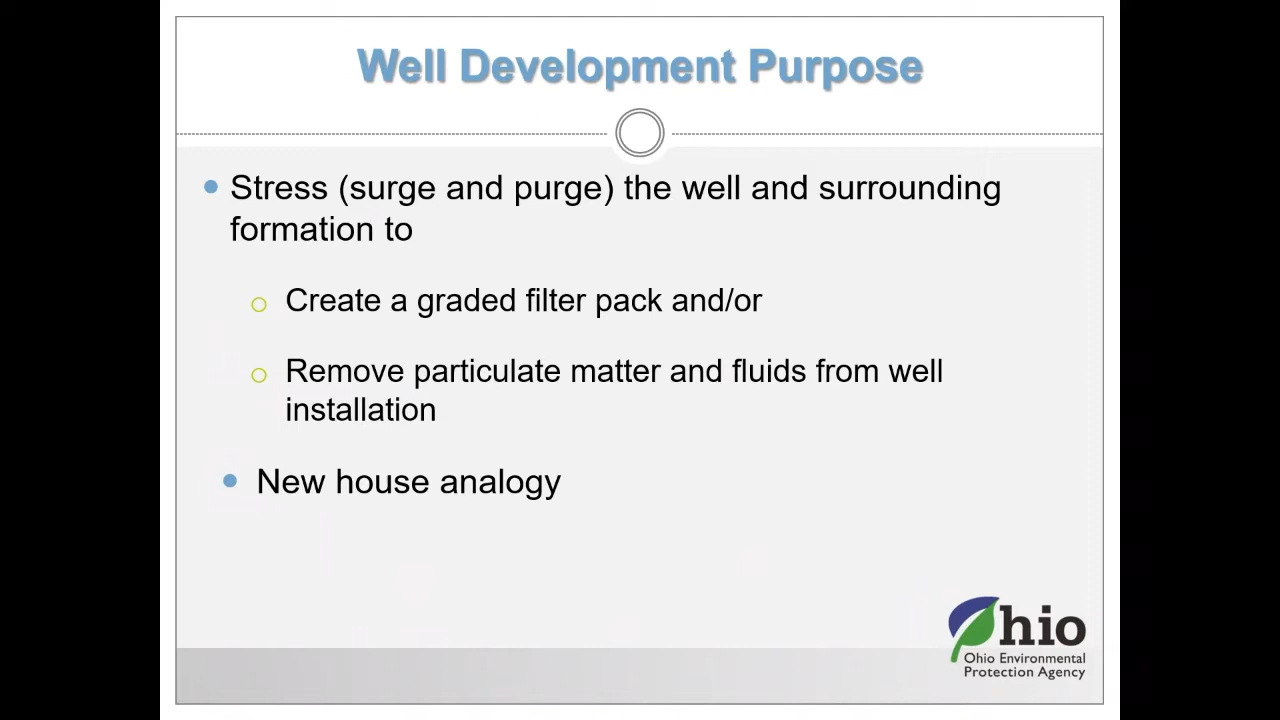 Well Development Purpose
• Stress (surge and purge) the well and surrounding
formation to
o Create a graded filter pack and/or
o Remove particulate matter and fluids from well
installation
• New house analogy
Ohio
Ohio Environmental
Protection Agency